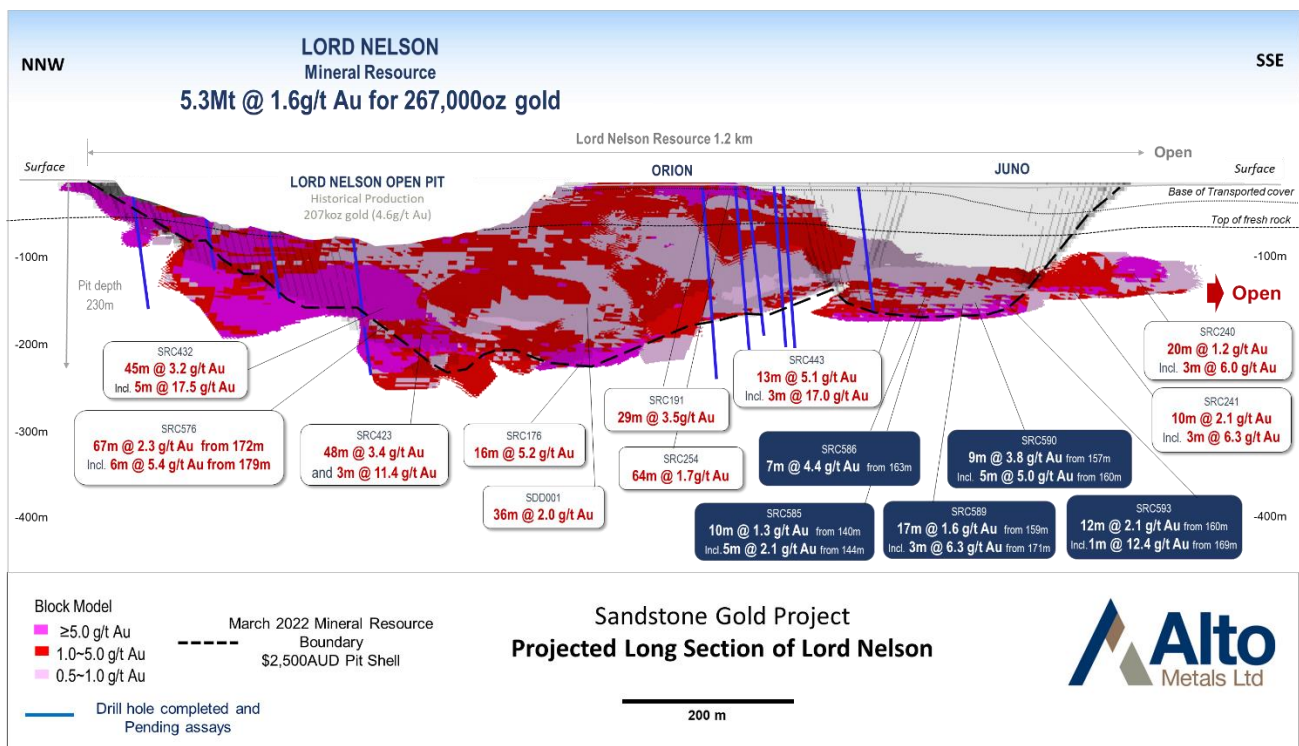 LORD NELSON
Mineral Resource
5.3Mt @ 1.6g/t Au for 267,000oz gold
NNW
SSE
Lord Nelson Resource 1.2 km
Open
Surface
LORD NELSON OPEN PIT
Historical Production
207koz gold (4.6g/t Au)
ORION
JUNO
Surface
Base of Transported cover
Top of fresh rock
-100m
-100m
Pit depth
230m
Open
-200m
-300m
-400m
-400m
SRC432
45m @ 3.2 g/t Au
Incl. 5m @ 17.5 g/t Au
SRC576
67m @ 2.3 g/t Au from 172m
Incl. 6m @ 5.4 g/t Au from 179m
SRC423
48m @ 3.4 g/t Au
and 3m @ 11.4 g/t Au
SRC176
16m @ 5.2 g/t Au
SDD001
36m @ 2.0 g/t Au
SRC191
29m @ 3.5g/t Au
SRC254
64m @ 1.7g/t Au
SRC443
13m @ 5.1 g/t Au
Incl. 3m @ 17.0 g/t Au
SRC586
7m @ 4.4 g/t Au from 163m
SRC585
10m @ 1.3 g/t Au from 140m
Incl. 5m @ 2.1 g/t Au from 144m
SRC590
9m @ 3.8 g/t Au from 157m
Incl. 5m @ 5.0 g/t Au from 160m
SRC589
17m @ 1.6 g/t Au from 159m
Incl. 3m @ 6.3 g/t Au from 171m
SRC593
12m @ 2.1 g/t Au from 160m
Incl.1m @ 12.4 g/t Au from 169m
SRC240
20m @ 1.2 g/t Au
Incl. 3m @ 6.0 g/t Au
SRC241
10m @ 2.1 g/t Au
Incl. 3m @ 6.3 g/t Au
Block Model
≥5.0 g/t Au
1.0~5.0 g/t Au
0.5~1.0 g/t Au
Drill hole completed and
Pending assays
March 2022 Mineral Resource
Boundary
$2,500AUD Pit Shell
Sandstone Gold Project
Projected Long Section of Lord Nelson
200 m
Alto
Metals Ltd